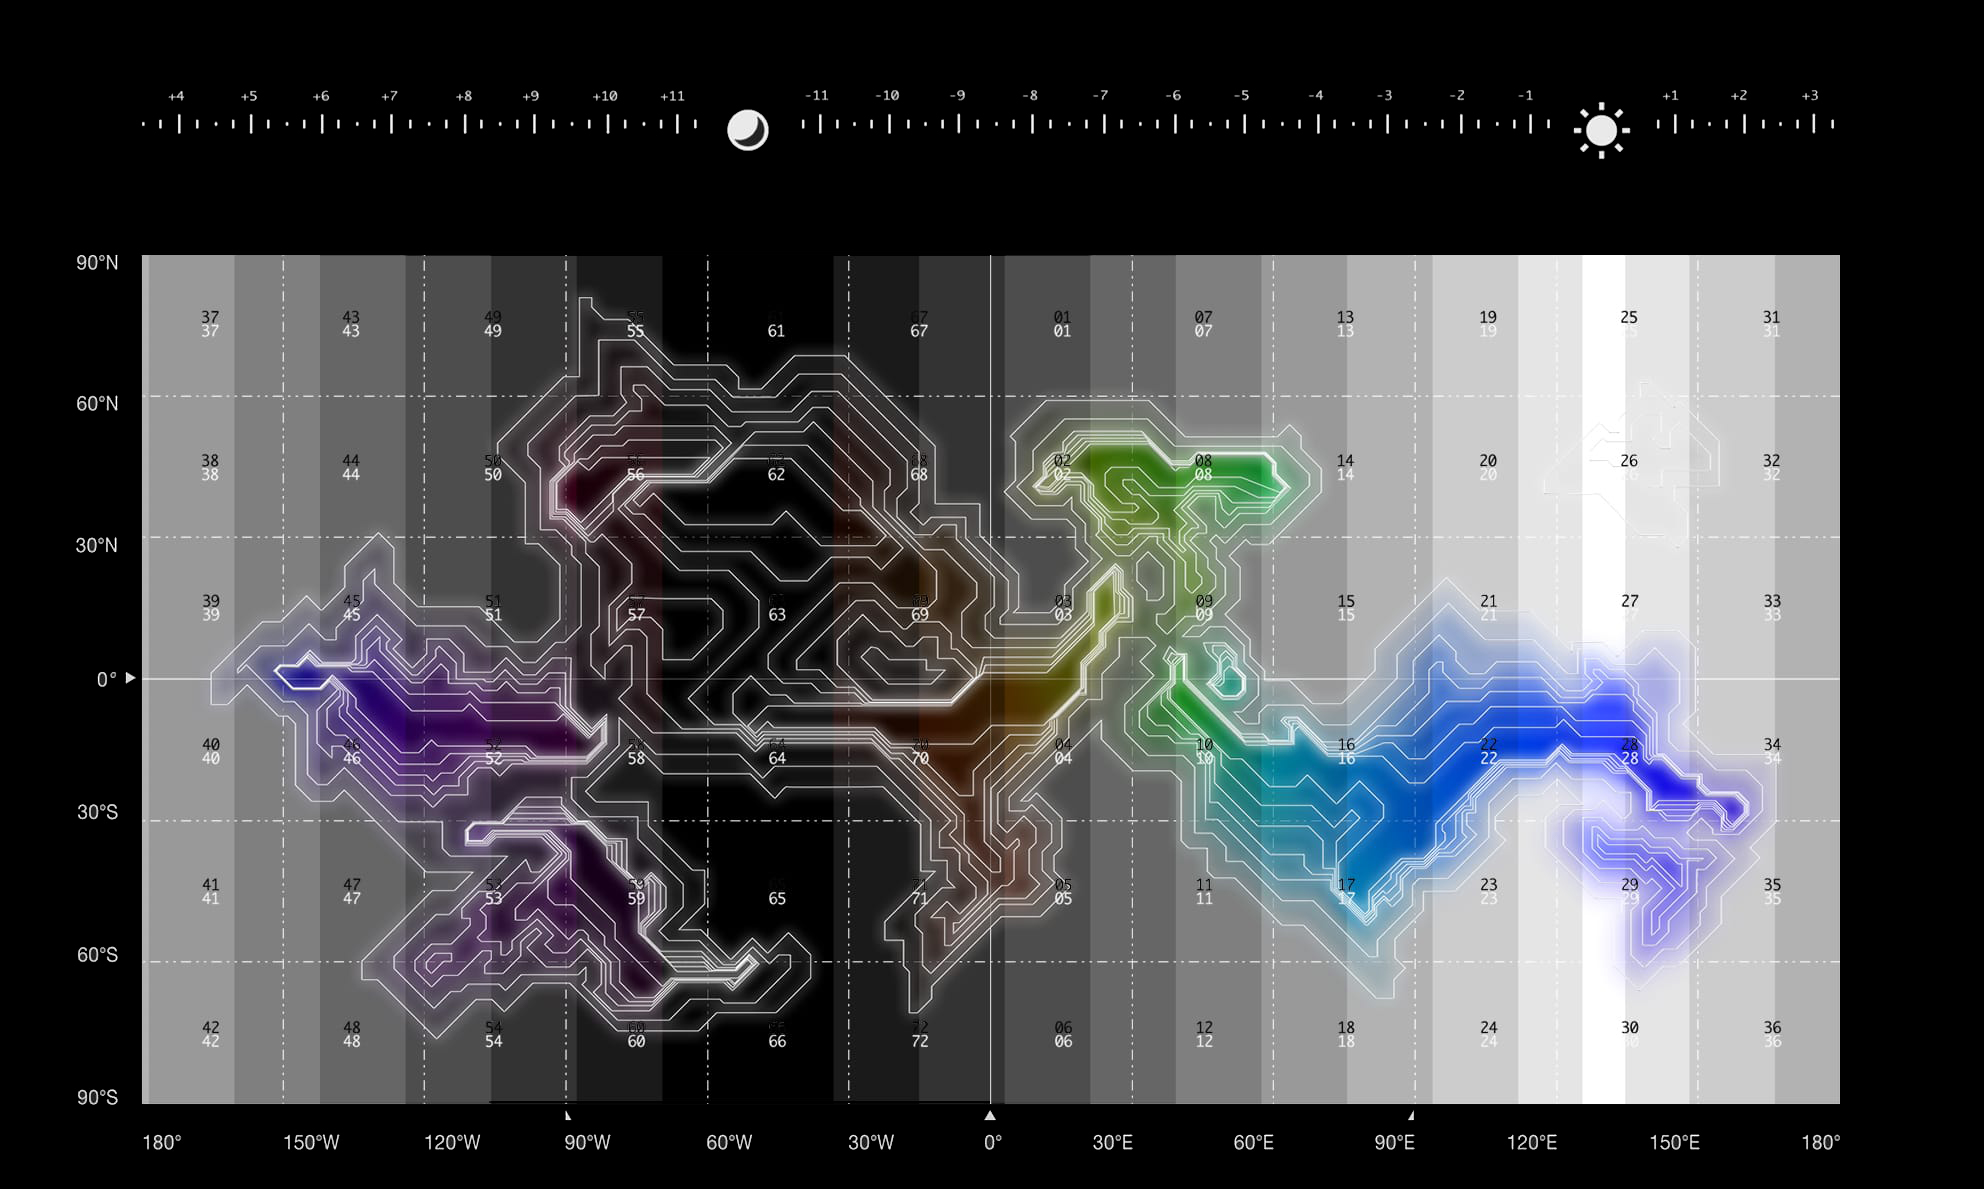 +4 +5 +6 +7 +8 +9 +10 +11 -11 -10 -9 -8 -7 -6 -5 -4 -3 -2 -1 +1 +2 +3
90°N
37 43 49 55 61 67 01 07 13 19 25 31
37 43 49 55 61 67 01 07 13 19 25 31
60°N
38 44 50 56 62 68 02 08 14 20 26 32
38 44 50 56 62 68 02 08 14 20 26 32
30°N
39 45 51 57 63 69 03 09 15 21 27 33
39 45 51 57 63 69 03 09 15 21 27 33
0°
40 46 52 58 64 70 04 10 16 22 28 34
40 46 52 58 64 70 04 10 16 22 28 34
30°S
41 47 53 59 65 71 05 11 17 23 29 35
41 47 53 59 65 71 05 11 17 23 29 35
60°S
42 48 54 60 66 72 06 12 18 24 30 36
42 48 54 60 66 72 06 12 18 24 30 36
90°S
180° 150°W 120°W 90°W 60°W 30°W 0° 30°E 60°E 90°E 120°E 150°E 180°